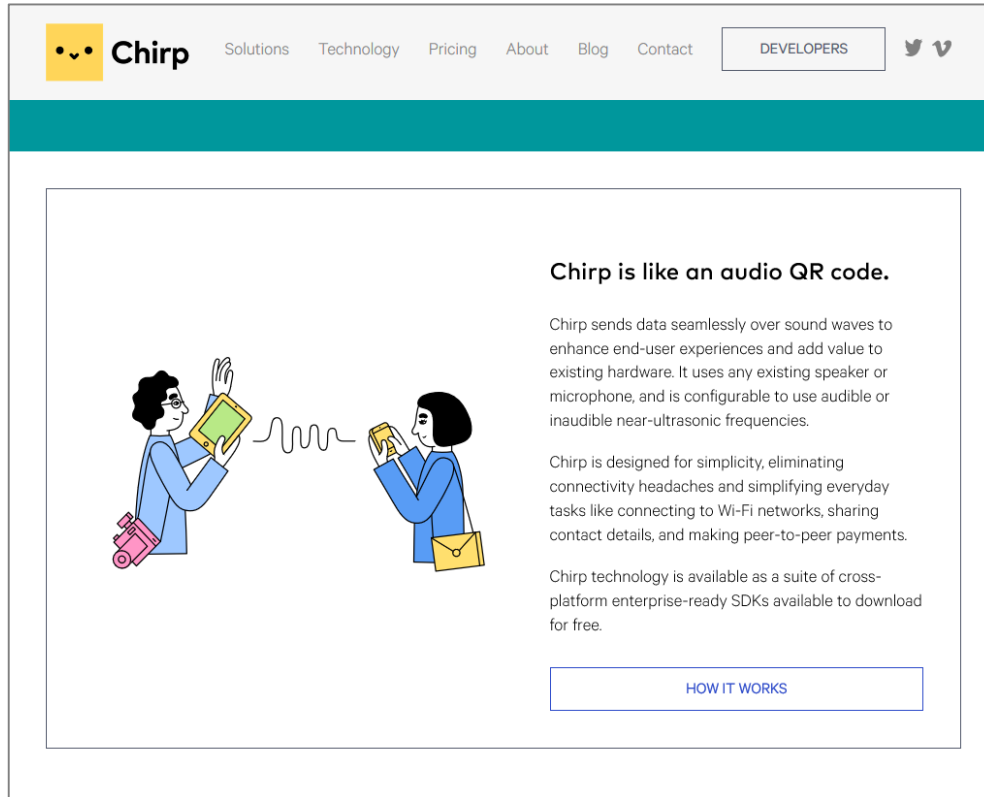 Chirp
Solutions Technology Pricing About Blog Contact DEVELOPERS
Chirp is like an audio QR code.
Chirp sends data seamlessly over sound waves to
enhance end-user experiences and add value to
existing hardware. It uses any existing speaker or
microphone, and is configurable to use audible or
inaudible near-ultrasonic frequencies.
Chirp is designed for simplicity, eliminating
connectivity headaches and simplifying everyday
tasks like connecting to Wi-Fi networks, sharing
contact details, and making peer-to-peer payments.
Chirp technology is available as a suite of cross-
platform enterprise-ready SDKs available to download
for free.
HOW IT WORKS